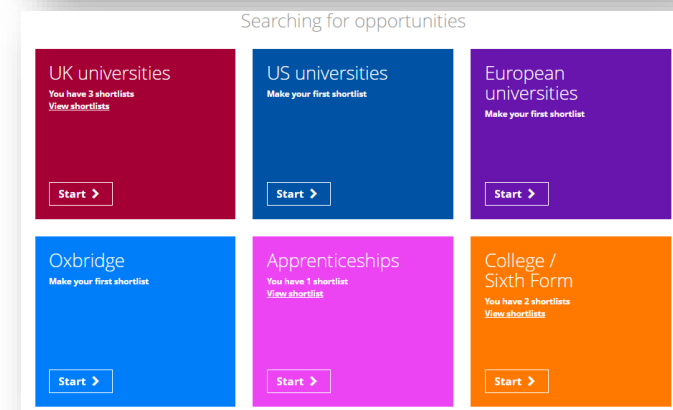 Searching for opportunities
UK universities
You have 3 shortlists
View shortlists
Start
US universities
Make your first shortlist
Start
European
universities
Make your first shortlist
Start
Oxbridge
Make your first shortlist
Start
Apprenticeships
You have 1 shortlist
View shortlist
Start
College /
Sixth Form
You have 2 shortlists
View shortlists
Start